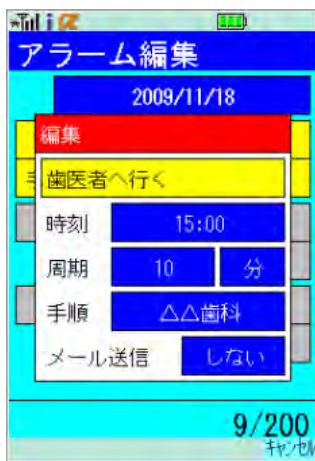 アラーム編集
2009/11/18
編集
歯医者へ行く
時刻 15:00
周期 10 分
手順 △△歯科
メール送信 しない
9/200
キャンセル